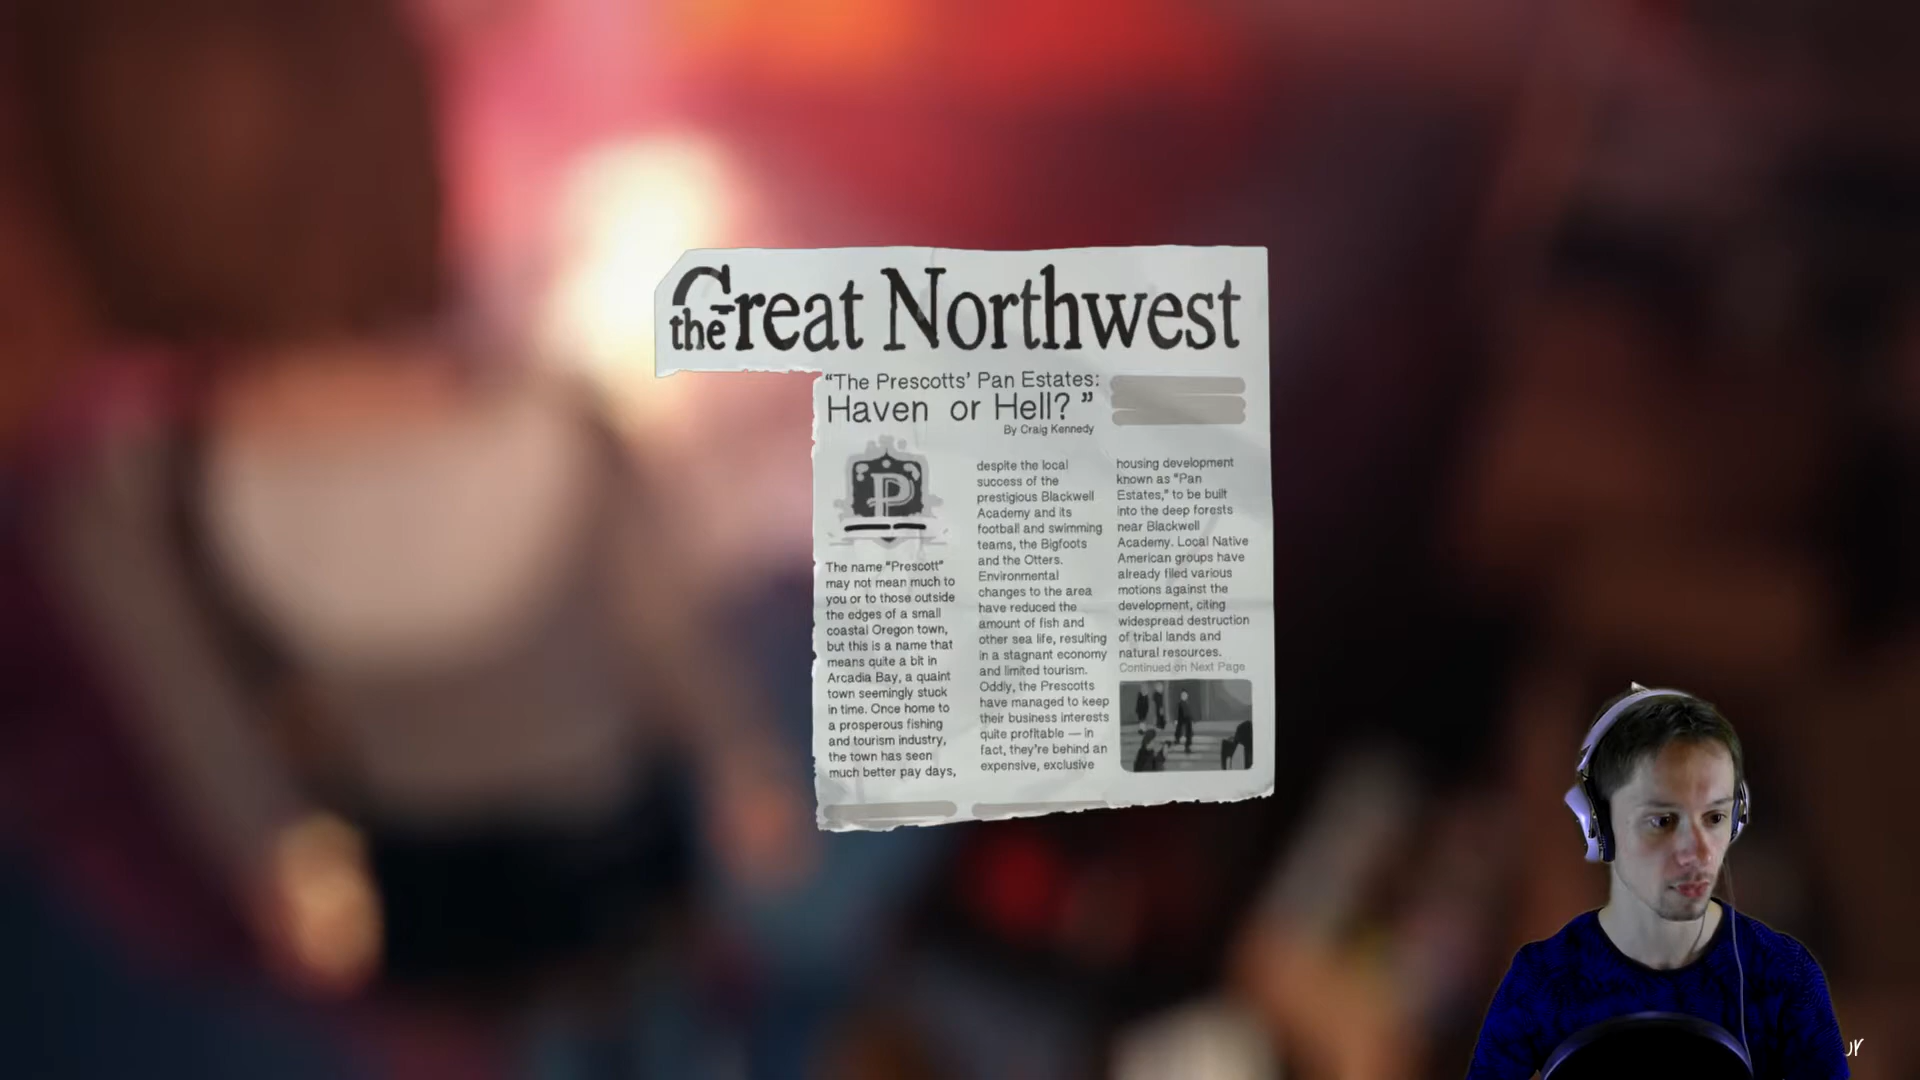 the Great Northwest
“The Prescotts’ Pan Estates:
Haven or Hell? ”
By Craig Kennedy
P
The name “Prescott”
may not mean much to
you or to those outside
the edges of a small
coastal Oregon town,
but this is a name that
means quite a bit in
Arcadia Bay, a quaint
town seemingly stuck
in time. Once home to
a prosperous fishing
and tourism industry,
the town has seen
much better pay days,
despite the local
success of the
prestigious Blackwell
Academy and its
football and swimming
teams, the Bigfoots
and the Otters.
Environmental
changes to the area
have reduced the
amount of fish and
other sea life, resulting
in a stagnant economy
and limited tourism.
Oddly, the Prescotts
have managed to keep
their business interests
quite profitable — in
fact, they’re behind an
expensive, exclusive
housing development
known as “Pan
Estates,” to be built
into the deep forests
near Blackwell
Academy. Local Native
American groups have
already filed various
motions against the
development, citing
widespread destruction
of tribal lands and
natural resources.
Continued on Next Page